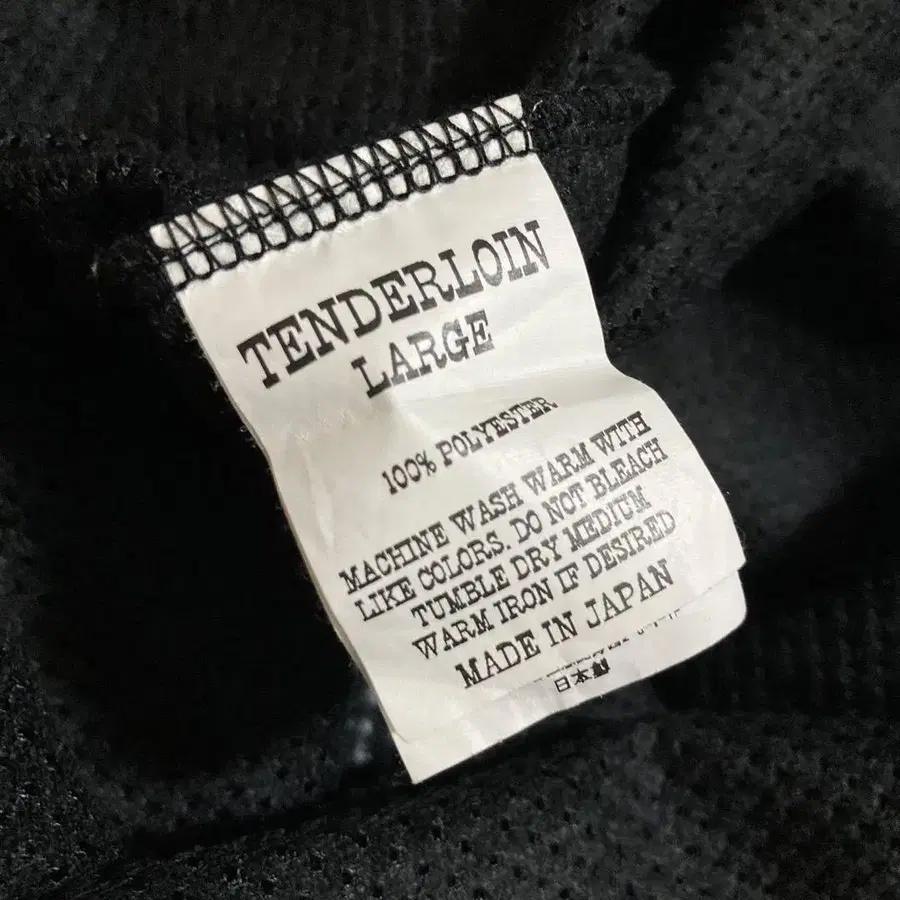 TENDERLOIN
LARGE
100% POLYESTER
MACHINE WASH WARM WITH
LIKE COLORS. DO NOT BLEACH
TUMBLE DRY MEDIUM
WARM IRON IF DESIRED
MADE IN JAPAN
日本製